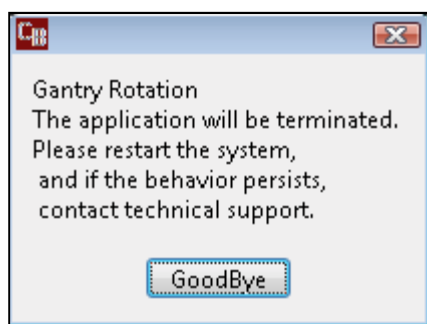 Gantry Rotation
The application will be terminated.
Please restart the system,
and if the behavior persists,
contact technical support.
GoodBye